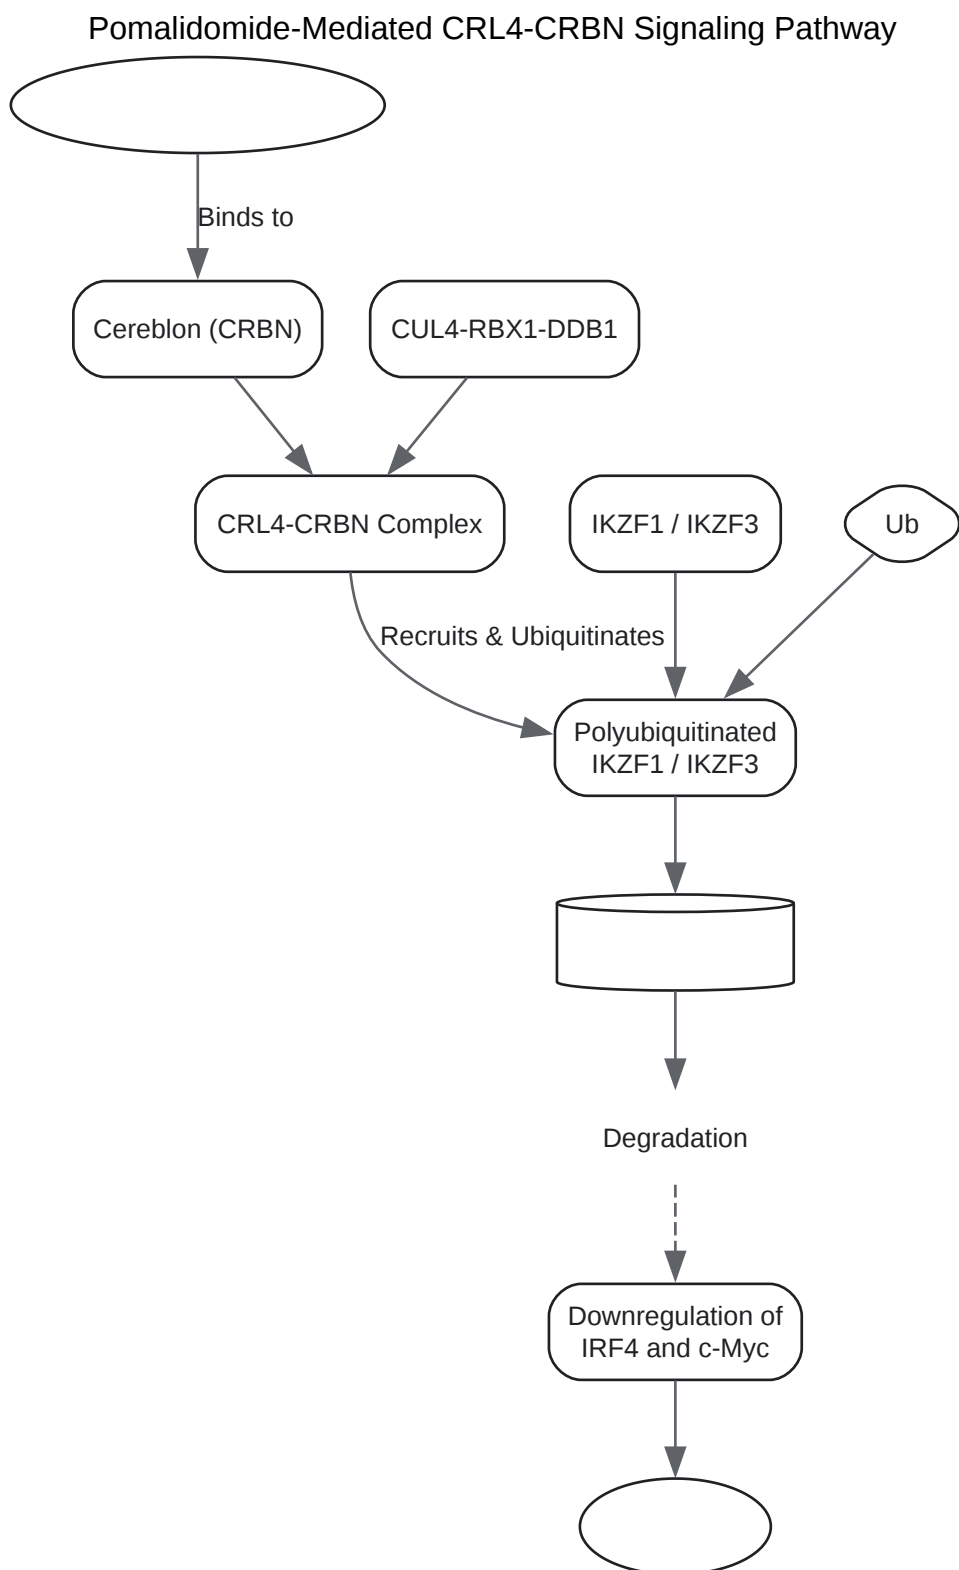 Pomalidomide-Mediated CRL4-CRBN Signaling Pathway
Binds to
Cereblon (CRBN)
CUL4-RBX1-DDB1
CRL4-CRBN Complex
IKZF1 / IKZF3
Ub
Recruits & Ubiquitinates
Polyubiquitinated
IKZF1 / IKZF3
Degradation
Downregulation of
IRF4 and c-Myc